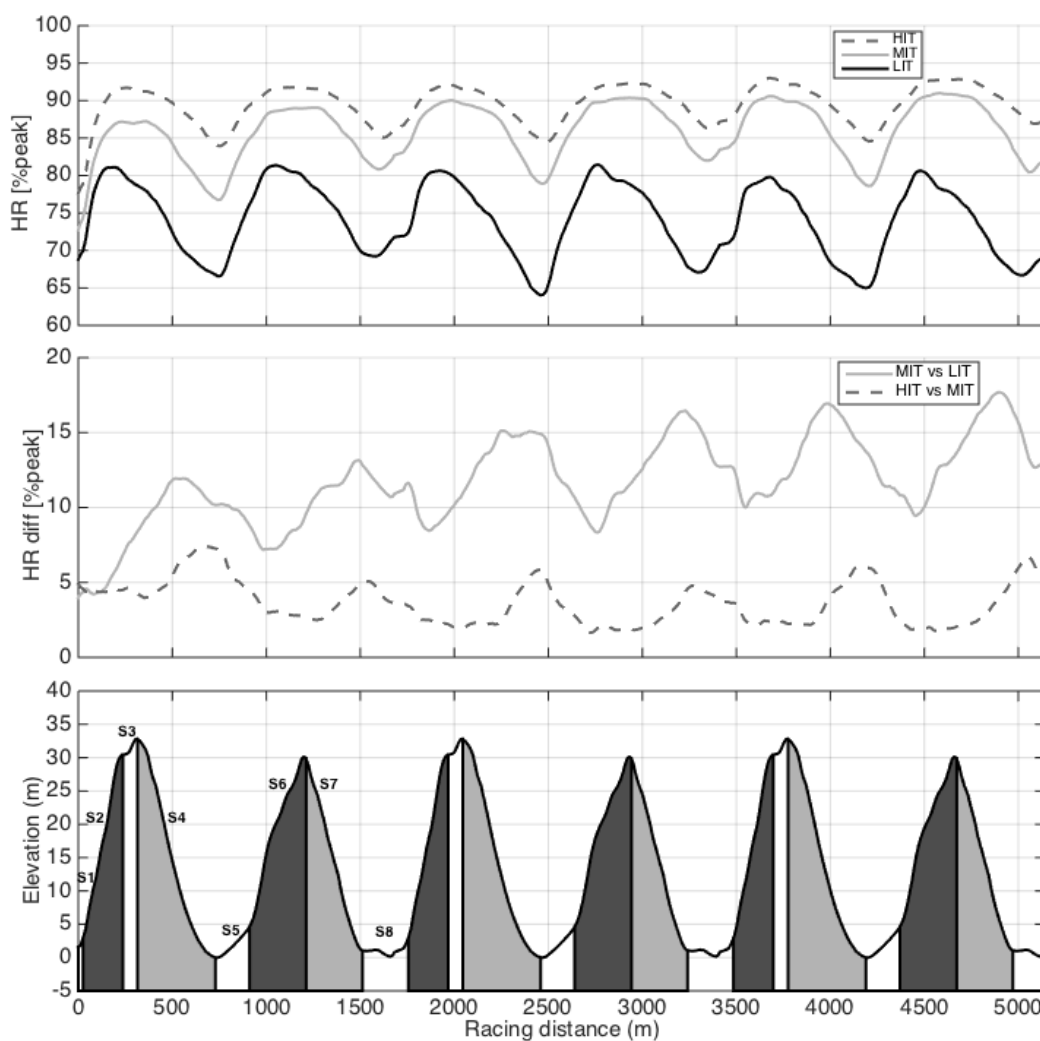 100
95
90
85
80
75
70
65
60
HR [%peak]
HIT
MIT
LIT
20
15
10
5
0
HR diff [%peak]
MIT vs LIT
HIT vs MIT
40
35
30
25
20
15
10
5
0
-5
Elevation (m)
S3
S6 S7
S2 S4
S1
S5 S8
0 500 1000 1500 2000 2500 3000 3500 4000 4500 5000
Racing distance (m)